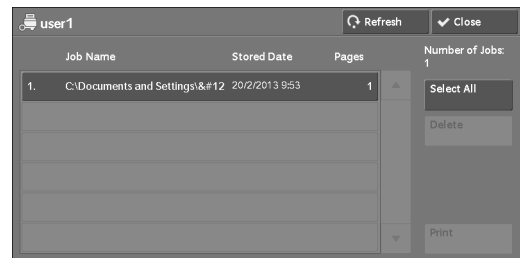 user1
Refresh
Close
Job Name
Stored Date
Pages
Number of Jobs:
1
1. C:\Documents and Settings\&#12 20/2/2013 9:53 1
Select All
Delete
Print